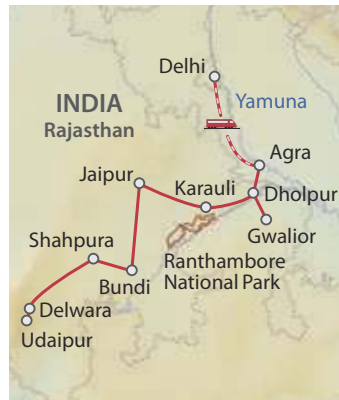 Delhi
INDIA
Rajasthan
Yamuna
Agra
Jaipur
Karauli
Dholpur
Gwalior
Shahpura
Ranthambore
National Park
Bundi
Delwara
Udaipur